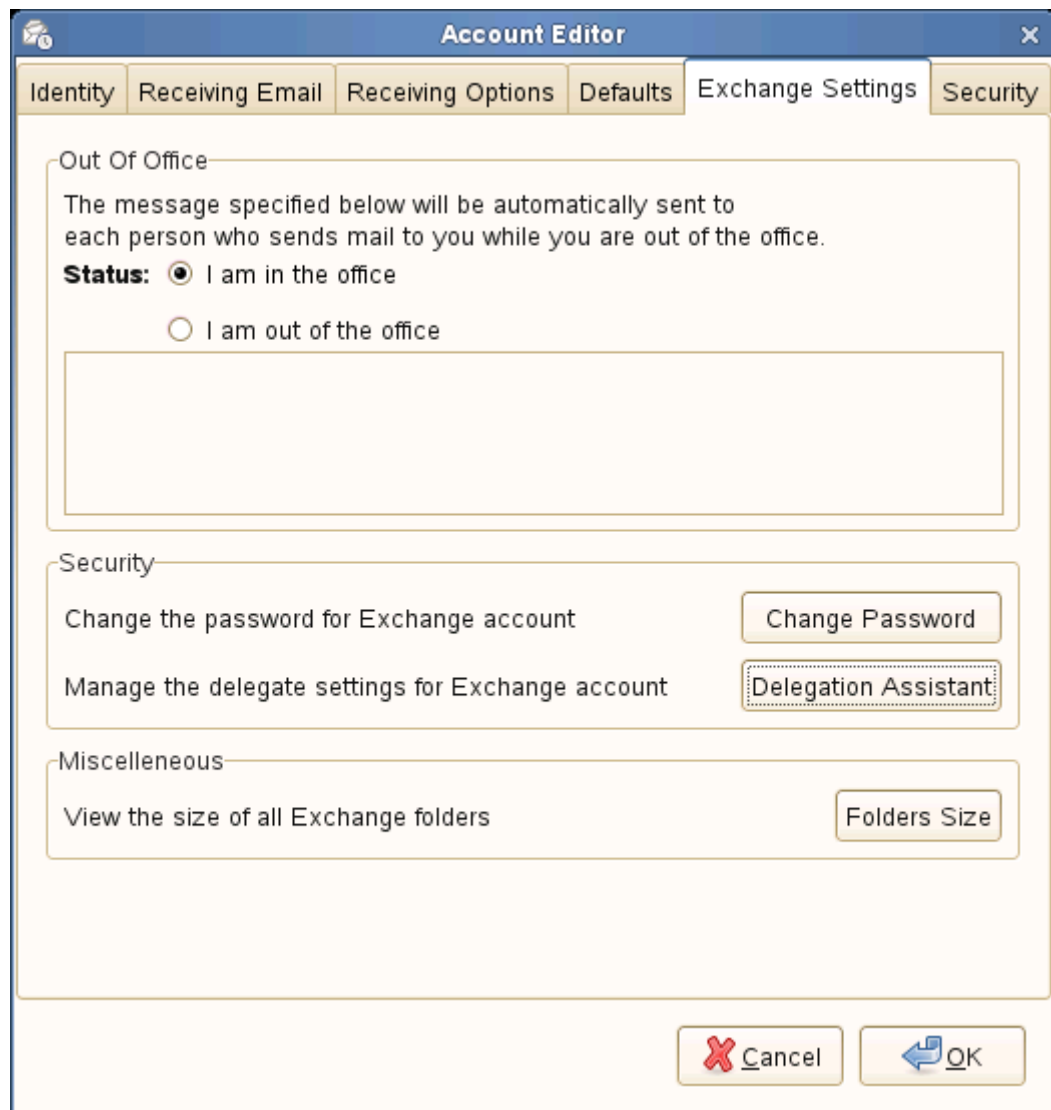 Account Editor
Identity Receiving Email Receiving Options Defaults Exchange Settings Security
Out Of Office
The message specified below will be automatically sent to
each person who sends mail to you while you are out of the office.
Status: I am in the office
I am out of the office
Security
Change the password for Exchange account Change Password
Manage the delegate settings for Exchange account Delegation Assistant
Miscelleneous
View the size of all Exchange folders Folders Size
Cancel OK